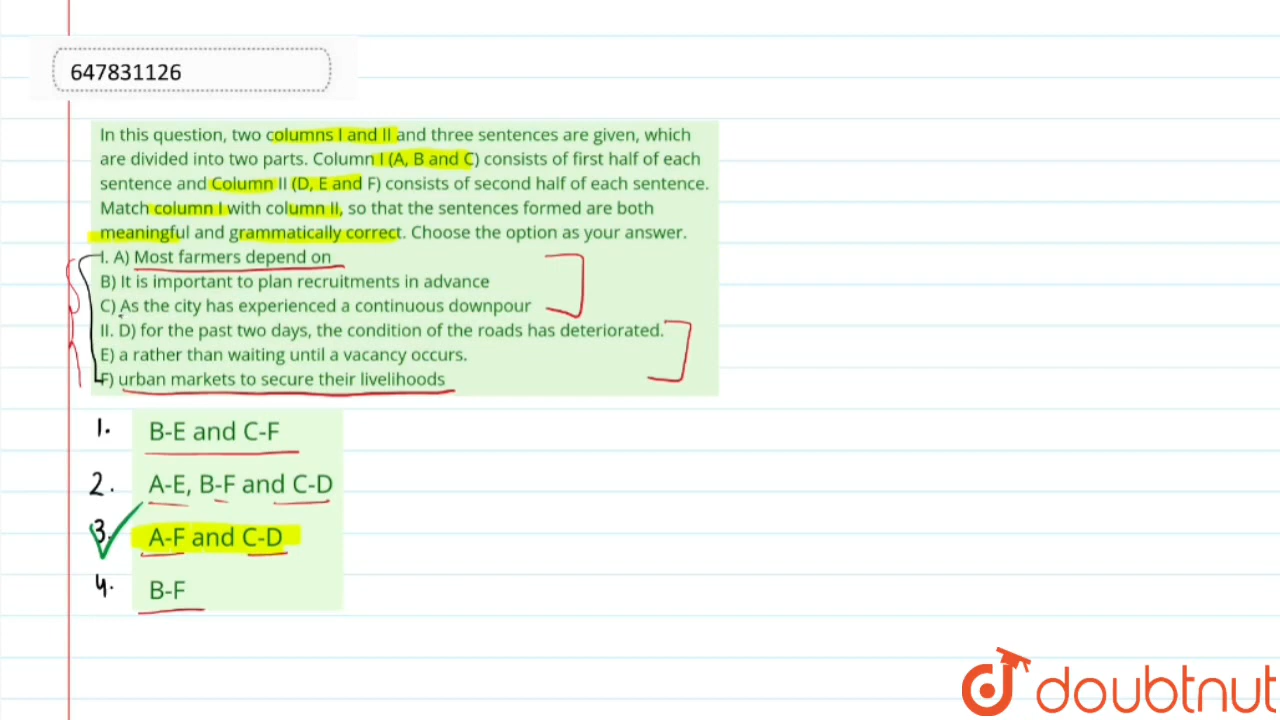 647831126
In this question, two columns I and II and three sentences are given, which
are divided into two parts. Column I (A, B and C) consists of first half of each
sentence and Column II (D, E and F) consists of second half of each sentence.
Match column I with column II, so that the sentences formed are both
meaningful and grammatically correct. Choose the option as your answer.
I. A) Most farmers depend on
B) It is important to plan recruitments in advance
C) As the city has experienced a continuous downpour
II. D) for the past two days, the condition of the roads has deteriorated.
E) a rather than waiting until a vacancy occurs.
F) urban markets to secure their livelihoods
1. B-E and C-F
2. A-E, B-F and C-D
3. A-F and C-D
4. B-F
doubtnut